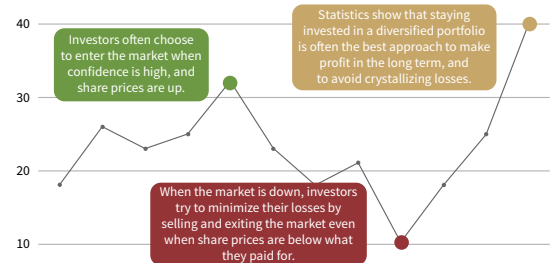 40
30
20
10
Investors often choose
to enter the market when
confidence is high, and
share prices are up.
Statistics show that staying
invested in a diversified portfolio
is often the best approach to make
profit in the long term, and
to avoid crystallizing losses.
When the market is down, investors
try to minimize their losses by
selling and exiting the market even
when share prices are below what
they paid for.